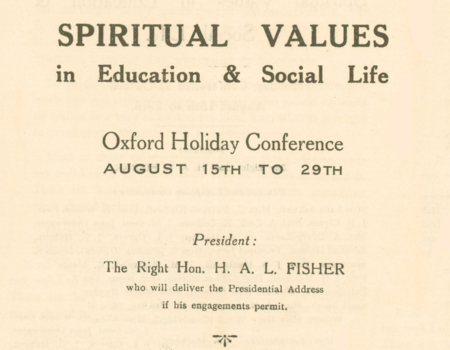 SPIRITUAL VALUES
in Education & Social Life
Oxford Holiday Conference
AUGUST 15TH TO 29TH
President:
The Right Hon. H. A. L. FISHER
who will deliver the Presidential Address
if his engagements permit.